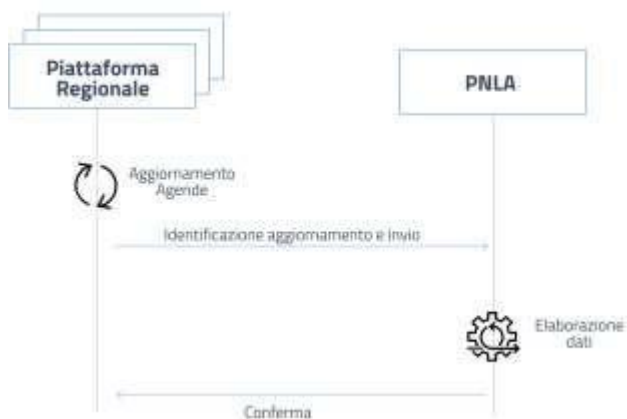 Piattaforma
Regionale
PNLA
Aggiornamento
Agende
Identificazione aggiornamento e invio
Elaborazione
dati
Conferma